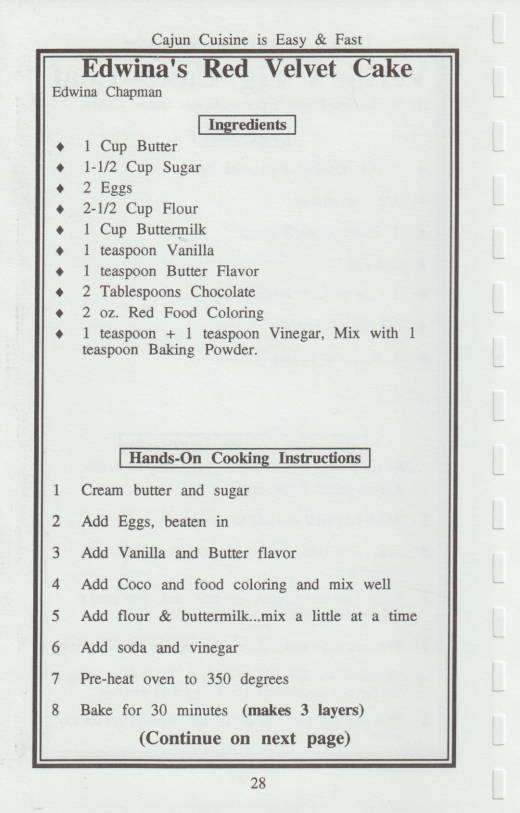 Cajun Cuisine is Easy & Fast
Edwina's Red Velvet Cake
Edwina Chapman
Ingredients
♦ 1 Cup Butter
♦ 1-1/2 Cup Sugar
♦ 2 Eggs
♦ 2-1/2 Cup Flour
♦ 1 Cup Buttermilk
♦ 1 teaspoon Vanilla
♦ 1 teaspoon Butter Flavor
♦ 2 Tablespoons Chocolate
♦ 2 oz. Red Food Coloring
♦ 1 teaspoon + 1 teaspoon Vinegar, Mix with 1
teaspoon Baking Powder.
Hands-On Cooking Instructions
1 Cream butter and sugar
2 Add Eggs, beaten in
3 Add Vanilla and Butter flavor
4 Add Coco and food coloring and mix well
5 Add flour & buttermilk...mix a little at a time
6 Add soda and vinegar
7 Pre-heat oven to 350 degrees
8 Bake for 30 minutes (makes 3 layers)
(Continue on next page)
28